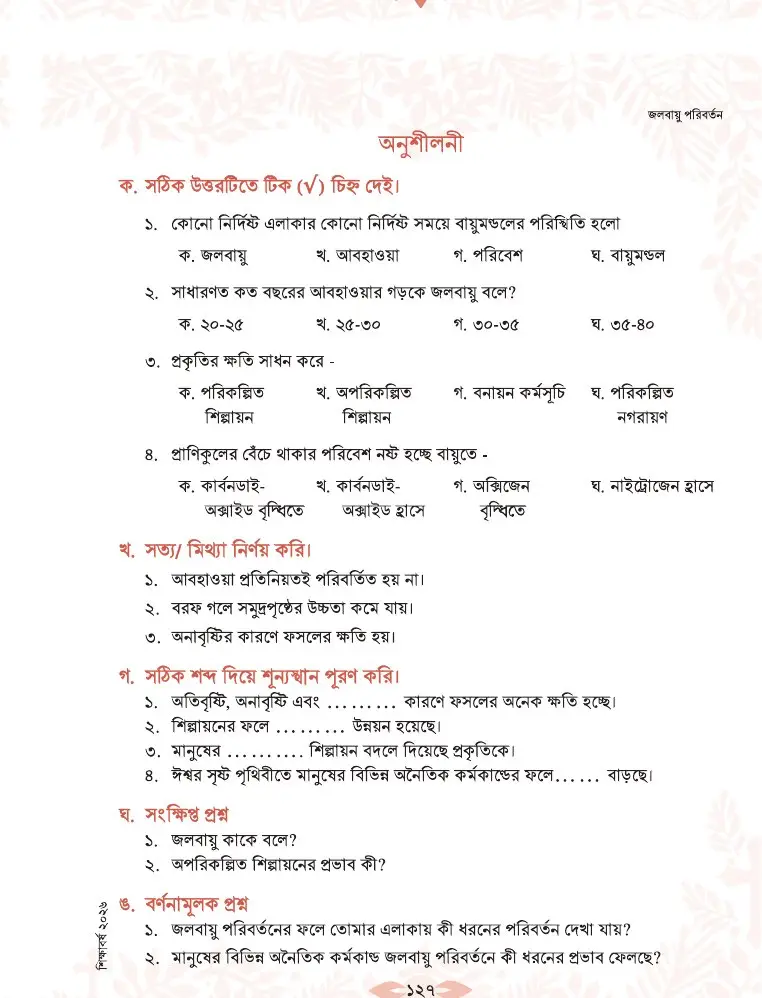 জলবায়ু পরিবর্তন
অনুশীলনী
ক. সঠিক উত্তরটিতে টিক (√) চিহ্ন দেই।
১. কোনো নির্দিষ্ট এলাকার কোনো নির্দিষ্ট সময়ে বায়ুমন্ডলের পরিস্থিতি হলো
ক. জলবায়ু খ. আবহাওয়া গ. পরিবেশ ঘ. বায়ুমন্ডল
২. সাধারণত কত বছরের আবহাওয়ার গড়কে জলবায়ু বলে?
ক. ২০-২৫ খ. ২৫-৩০ গ. ৩০-৩৫ ঘ. ৩৫-৪০
৩. প্রকৃতির ক্ষতি সাধন করে -
ক. পরিকল্পিত খ. অপরিকল্পিত গ. বনায়ন কর্মসূচি ঘ. পরিকল্পিত
শিল্পায়ন শিল্পায়ন নগরায়ণ
৪. প্রাণিকুলের বেঁচে থাকার পরিবেশ নষ্ট হচ্ছে বায়ুতে -
ক. কার্বনডাই- খ. কার্বনডাই- গ. অক্সিজেন ঘ. নাইট্রোজেন হ্রাসে
অক্সাইড বৃদ্ধিতে অক্সাইড হ্রাসে বৃদ্ধিতে
খ. সত্য/ মিথ্যা নির্ণয় করি।
১. আবহাওয়া প্রতিনিয়তই পরিবর্তিত হয় না।
২. বরফ গলে সমুদ্রপৃষ্ঠের উচ্চতা কমে যায়।
৩. অনাবৃষ্টির কারণে ফসলের ক্ষতি হয়।
গ. সঠিক শব্দ দিয়ে শূন্যস্থান পূরণ করি।
১. অতিবৃষ্টি, অনাবৃষ্টি এবং ......... কারণে ফসলের অনেক ক্ষতি হচ্ছে।
২. শিল্পায়নের ফলে ......... উন্নয়ন হয়েছে।
৩. মানুষের .......... শিল্পায়ন বদলে দিয়েছে প্রকৃতিকে।
৪. ঈশ্বর সৃষ্ট পৃথিবীতে মানুষের বিভিন্ন অনৈতিক কর্মকান্ডের ফলে...... বাড়ছে।
ঘ. সংক্ষিপ্ত প্রশ্ন
১. জলবায়ু কাকে বলে?
২. অপরিকল্পিত শিল্পায়নের প্রভাব কী?
ঙ. বর্ণনামূলক প্রশ্ন
১. জলবায়ু পরিবর্তনের ফলে তোমার এলাকায় কী ধরনের পরিবর্তন দেখা যায়?
২. মানুষের বিভিন্ন অনৈতিক কর্মকান্ড জলবায়ু পরিবর্তনে কী ধরনের প্রভাব ফেলছে?
শিক্ষাবর্ষ ২০২৬
১২৭